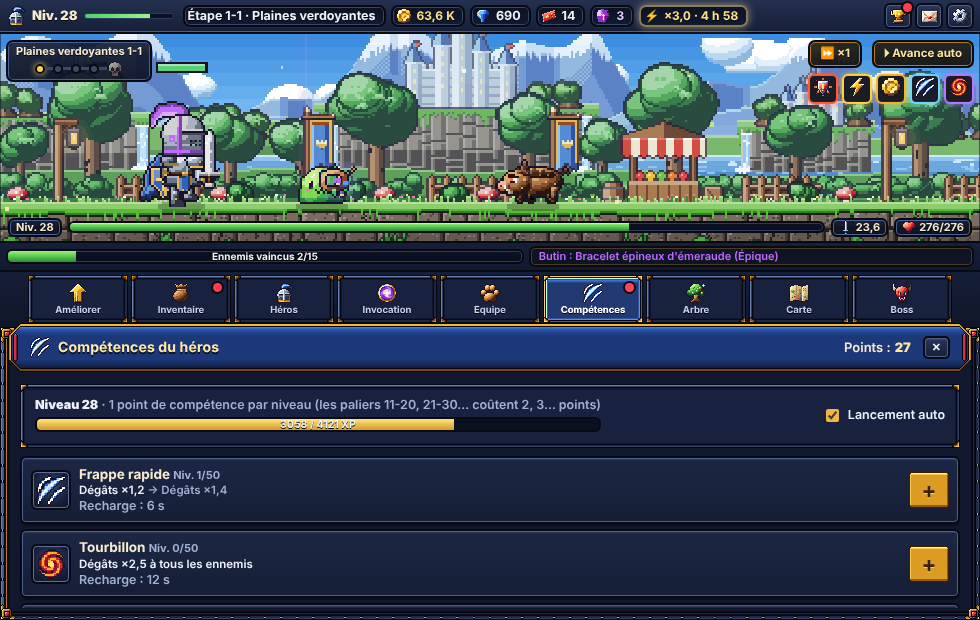 Niv. 28
Étape 1-1 · Plaines verdoyantes
63,6 K
690
14
3
×3,0 · 4 h 58
Plaines verdoyantes 1-1
×1
Avance auto
Niv. 28
23,6
276/276
Ennemis vaincus 2/15
Butin : Bracelet épineux d'émeraude (Épique)
Améliorer
Inventaire
Héros
Invocation
Equipe
Compétences
Arbre
Carte
Boss
Compétences du héros
Points : 27
Niveau 28 · 1 point de compétence par niveau (les paliers 11-20, 21-30... coûtent 2, 3... points)
3058 / 4121 XP
Lancement auto
Frappe rapide Niv. 1/50
Dégâts ×1,2 → Dégâts ×1,4
Recharge : 6 s
+
Tourbillon Niv. 0/50
Dégâts ×2,5 à tous les ennemis
Recharge : 12 s
+